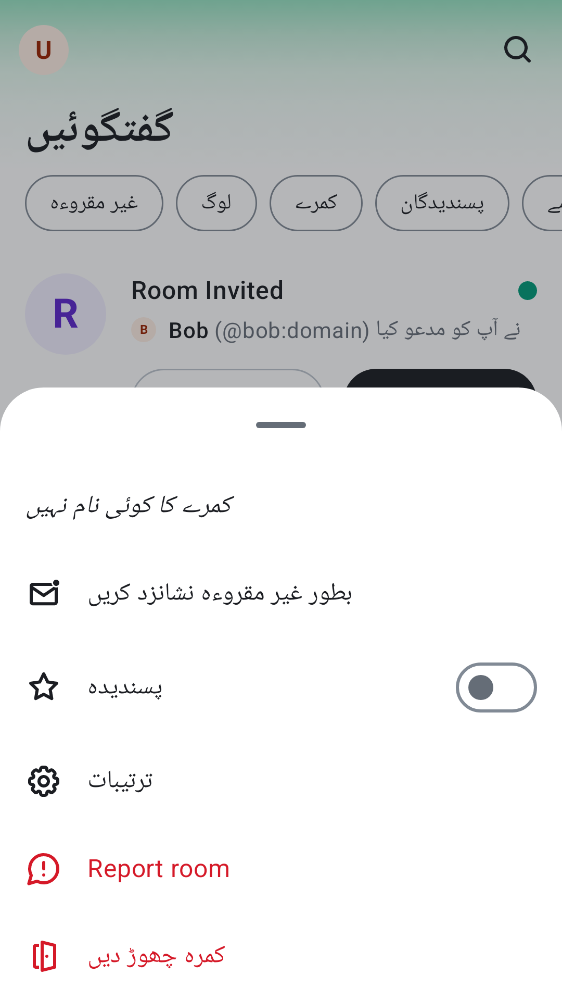 U
گفتگوئیں
غیر مقروءہ
لوگ
کمرے
پسندیدگان
R
Room Invited
B
Bob (@bob:domain) نے آپ کو مدعو کیا
کمرے کا کوئی نام نہیں
بطور غیر مقروءہ نشانزد کریں
پسندیدہ
ترتیبات
Report room
کمرہ چھوڑ دیں